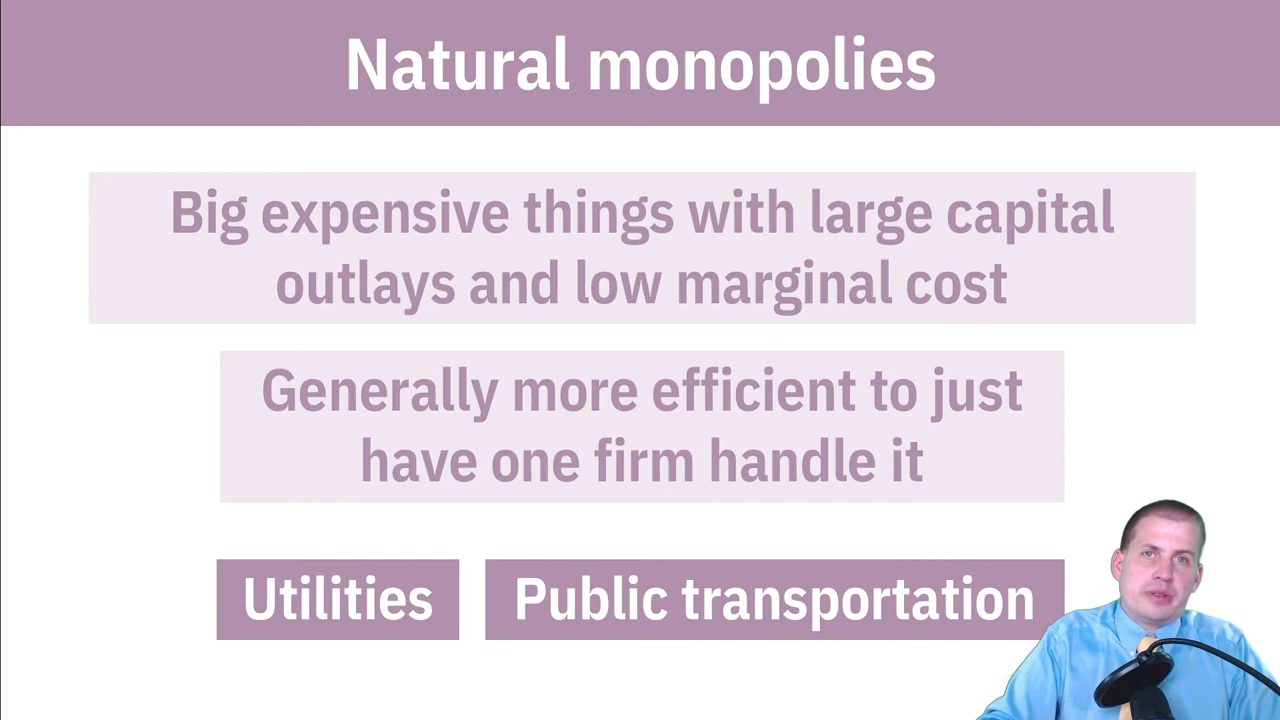 Natural monopolies
Big expensive things with large capital
outlays and low marginal cost
Generally more efficient to just
have one firm handle it
Utilities
Public transportation